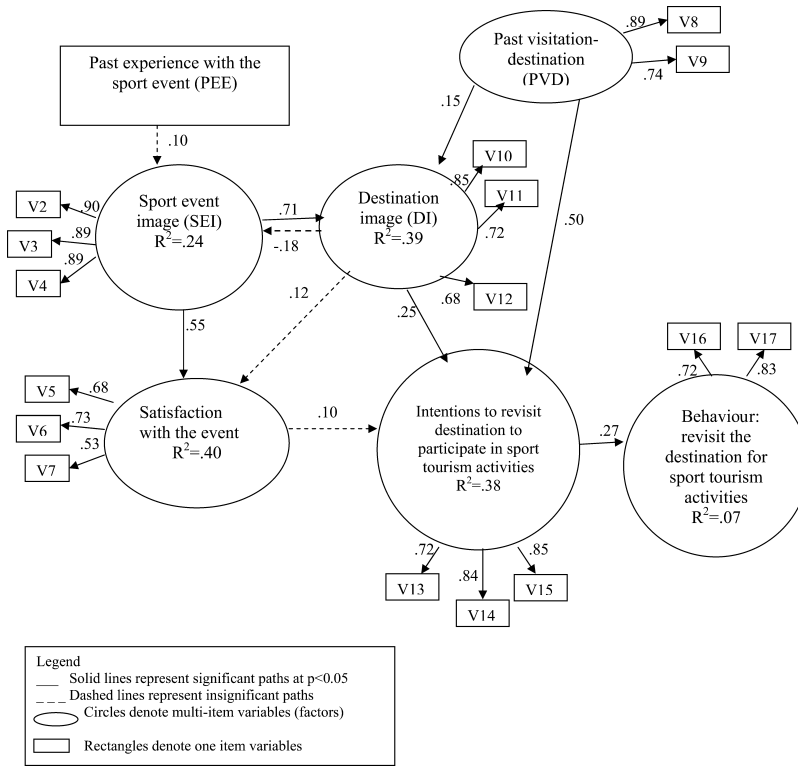 Past experience with the
sport event (PEE)
.10
Past visitation-
destination
(PVD)
.89
V8
V9
.74
.15
.50
V2
.90
V3
.89
V4
.89
Sport event
image (SEI)
R²=.24
.71
-.18
Destination
image (DI)
R²=.39
V10
.85
V11
.72
V12
.68
.12
.25
.55
V5
.68
V6
.73
V7
.53
Satisfaction
with the event
R²=.40
.10
Intentions to revisit
destination to
participate in sport
tourism activities
R²=.38
.27
V16
V17
.72
.83
Behaviour:
revisit the
destination for
sport tourism
activities
R²=.07
.72
V13
.84
V14
.85
V15
Legend
Solid lines represent significant paths at p<0.05
Dashed lines represent insignificant paths
Circles denote multi-item variables (factors)
Rectangles denote one item variables